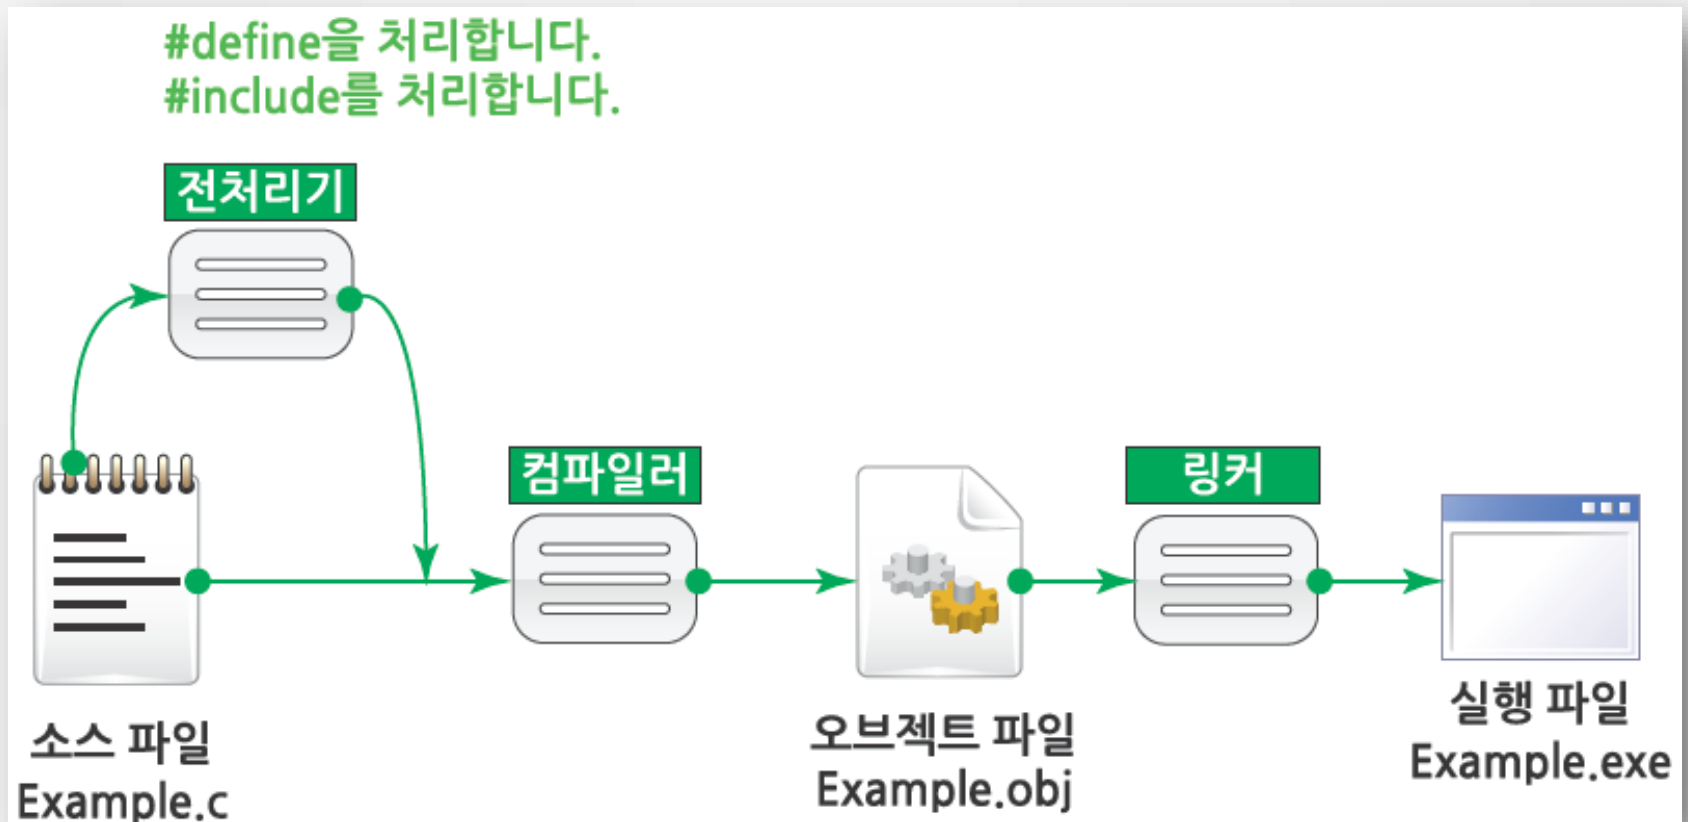 #define을 처리합니다.
#include를 처리합니다.
전처리기
컴파일러
링커
소스 파일
Example.c
오브젝트 파일
Example.obj
실행 파일
Example.exe